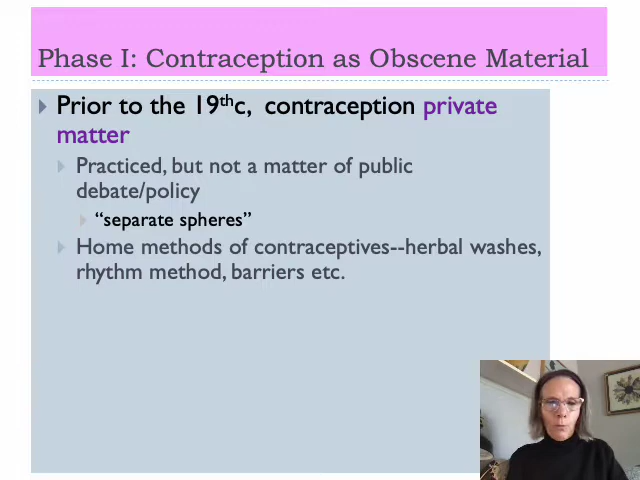 Phase I: Contraception as Obscene Material
Prior to the 19thc, contraception private
matter
Practiced, but not a matter of public
debate/policy
“separate spheres”
Home methods of contraceptives--herbal washes,
rhythm method, barriers etc.